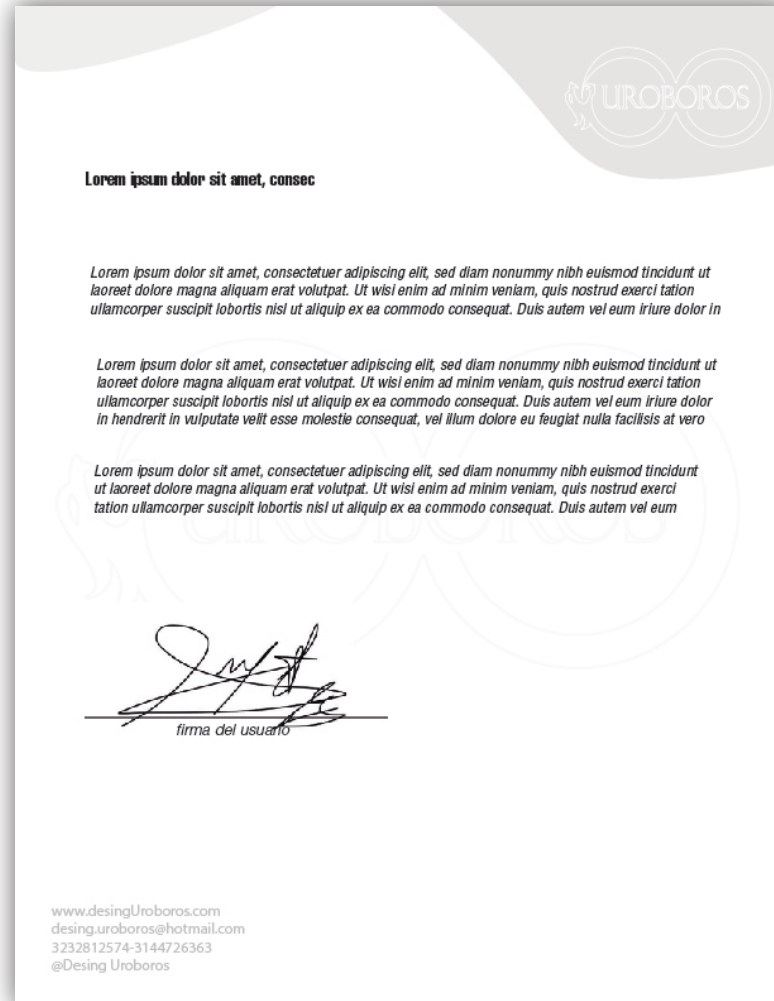 UROBOROS
Lorem ipsum dolor sit amet, consec
Lorem ipsum dolor sit amet, consectetuer adipiscing elit, sed diam nonummy nibh euismod tincidunt ut
laoreet dolore magna aliquam erat volutpat. Ut wisi enim ad minim veniam, quis nostrud exerci tation
ullamcorper suscipit lobortis nisl ut aliquip ex ea commodo consequat. Duis autem vel eum iriure dolor in
Lorem ipsum dolor sit amet, consectetuer adipiscing elit, sed diam nonummy nibh euismod tincidunt ut
laoreet dolore magna aliquam erat volutpat. Ut wisi enim ad minim veniam, quis nostrud exerci tation
ullamcorper suscipit lobortis nisl ut aliquip ex ea commodo consequat. Duis autem vel eum iriure dolor
in hendrerit in vulputate velit esse molestie consequat, vel illum dolore eu feugiat nulla facilisis at vero
Lorem ipsum dolor sit amet, consectetuer adipiscing elit, sed diam nonummy nibh euismod tincidunt
ut laoreet dolore magna aliquam erat volutpat. Ut wisi enim ad minim veniam, quis nostrud exerci
tation ullamcorper suscipit lobortis nisl ut aliquip ex ea commodo consequat. Duis autem vel eum
UROBOROS
firma del usuario
www.desingUroboros.com
desing.uroboros@hotmail.com
3232812574-3144726363
@Desing Uroboros